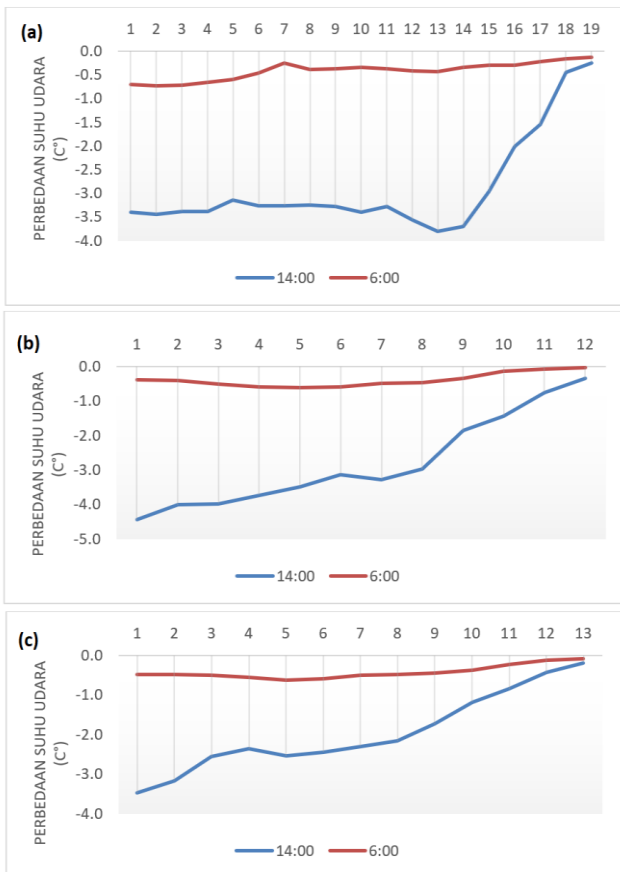 (a)
1 2 3 4 5 6 7 8 9 10 11 12 13 14 15 16 17 18 19
0.0
-0.5
-1.0
-1.5
-2.0
-2.5
-3.0
-3.5
-4.0
PERBEDAAN SUHU UDARA
(C°)
14:00 6:00
(b)
1 2 3 4 5 6 7 8 9 10 11 12
0.0
-1.0
-2.0
-3.0
-4.0
-5.0
PERBEDAAN SUHU UDARA
(C°)
14:00 6:00
(c)
1 2 3 4 5 6 7 8 9 10 11 12 13
0.0
-1.0
-2.0
-3.0
-4.0
PERBEDAAN SUHU UDARA
(C°)
14:00 6:00